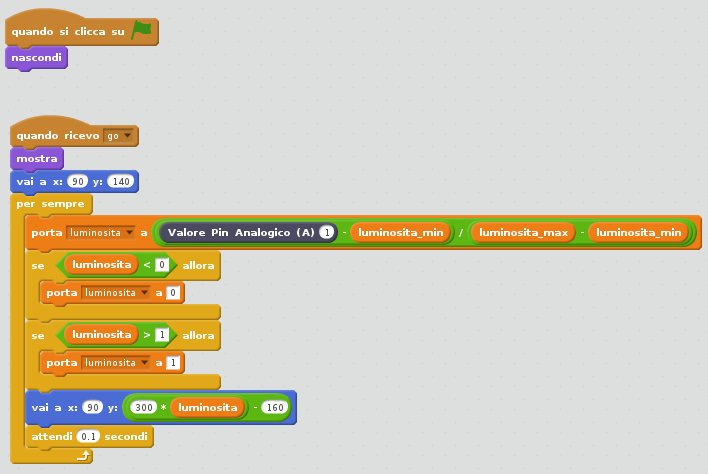 quando si clicca su
nascondi
quando ricevo go
mostra
vai a x: 90 y: 140
per sempre
porta luminosita a Valore Pin Analogico (A) 1 - luminosita_min / luminosita_max - luminosita_min
se luminosita < 0 allora
porta luminosita a 0
se luminosita > 1 allora
porta luminosita a 1
vai a x: 90 y: 300 * luminosita - 160
attendi 0.1 secondi